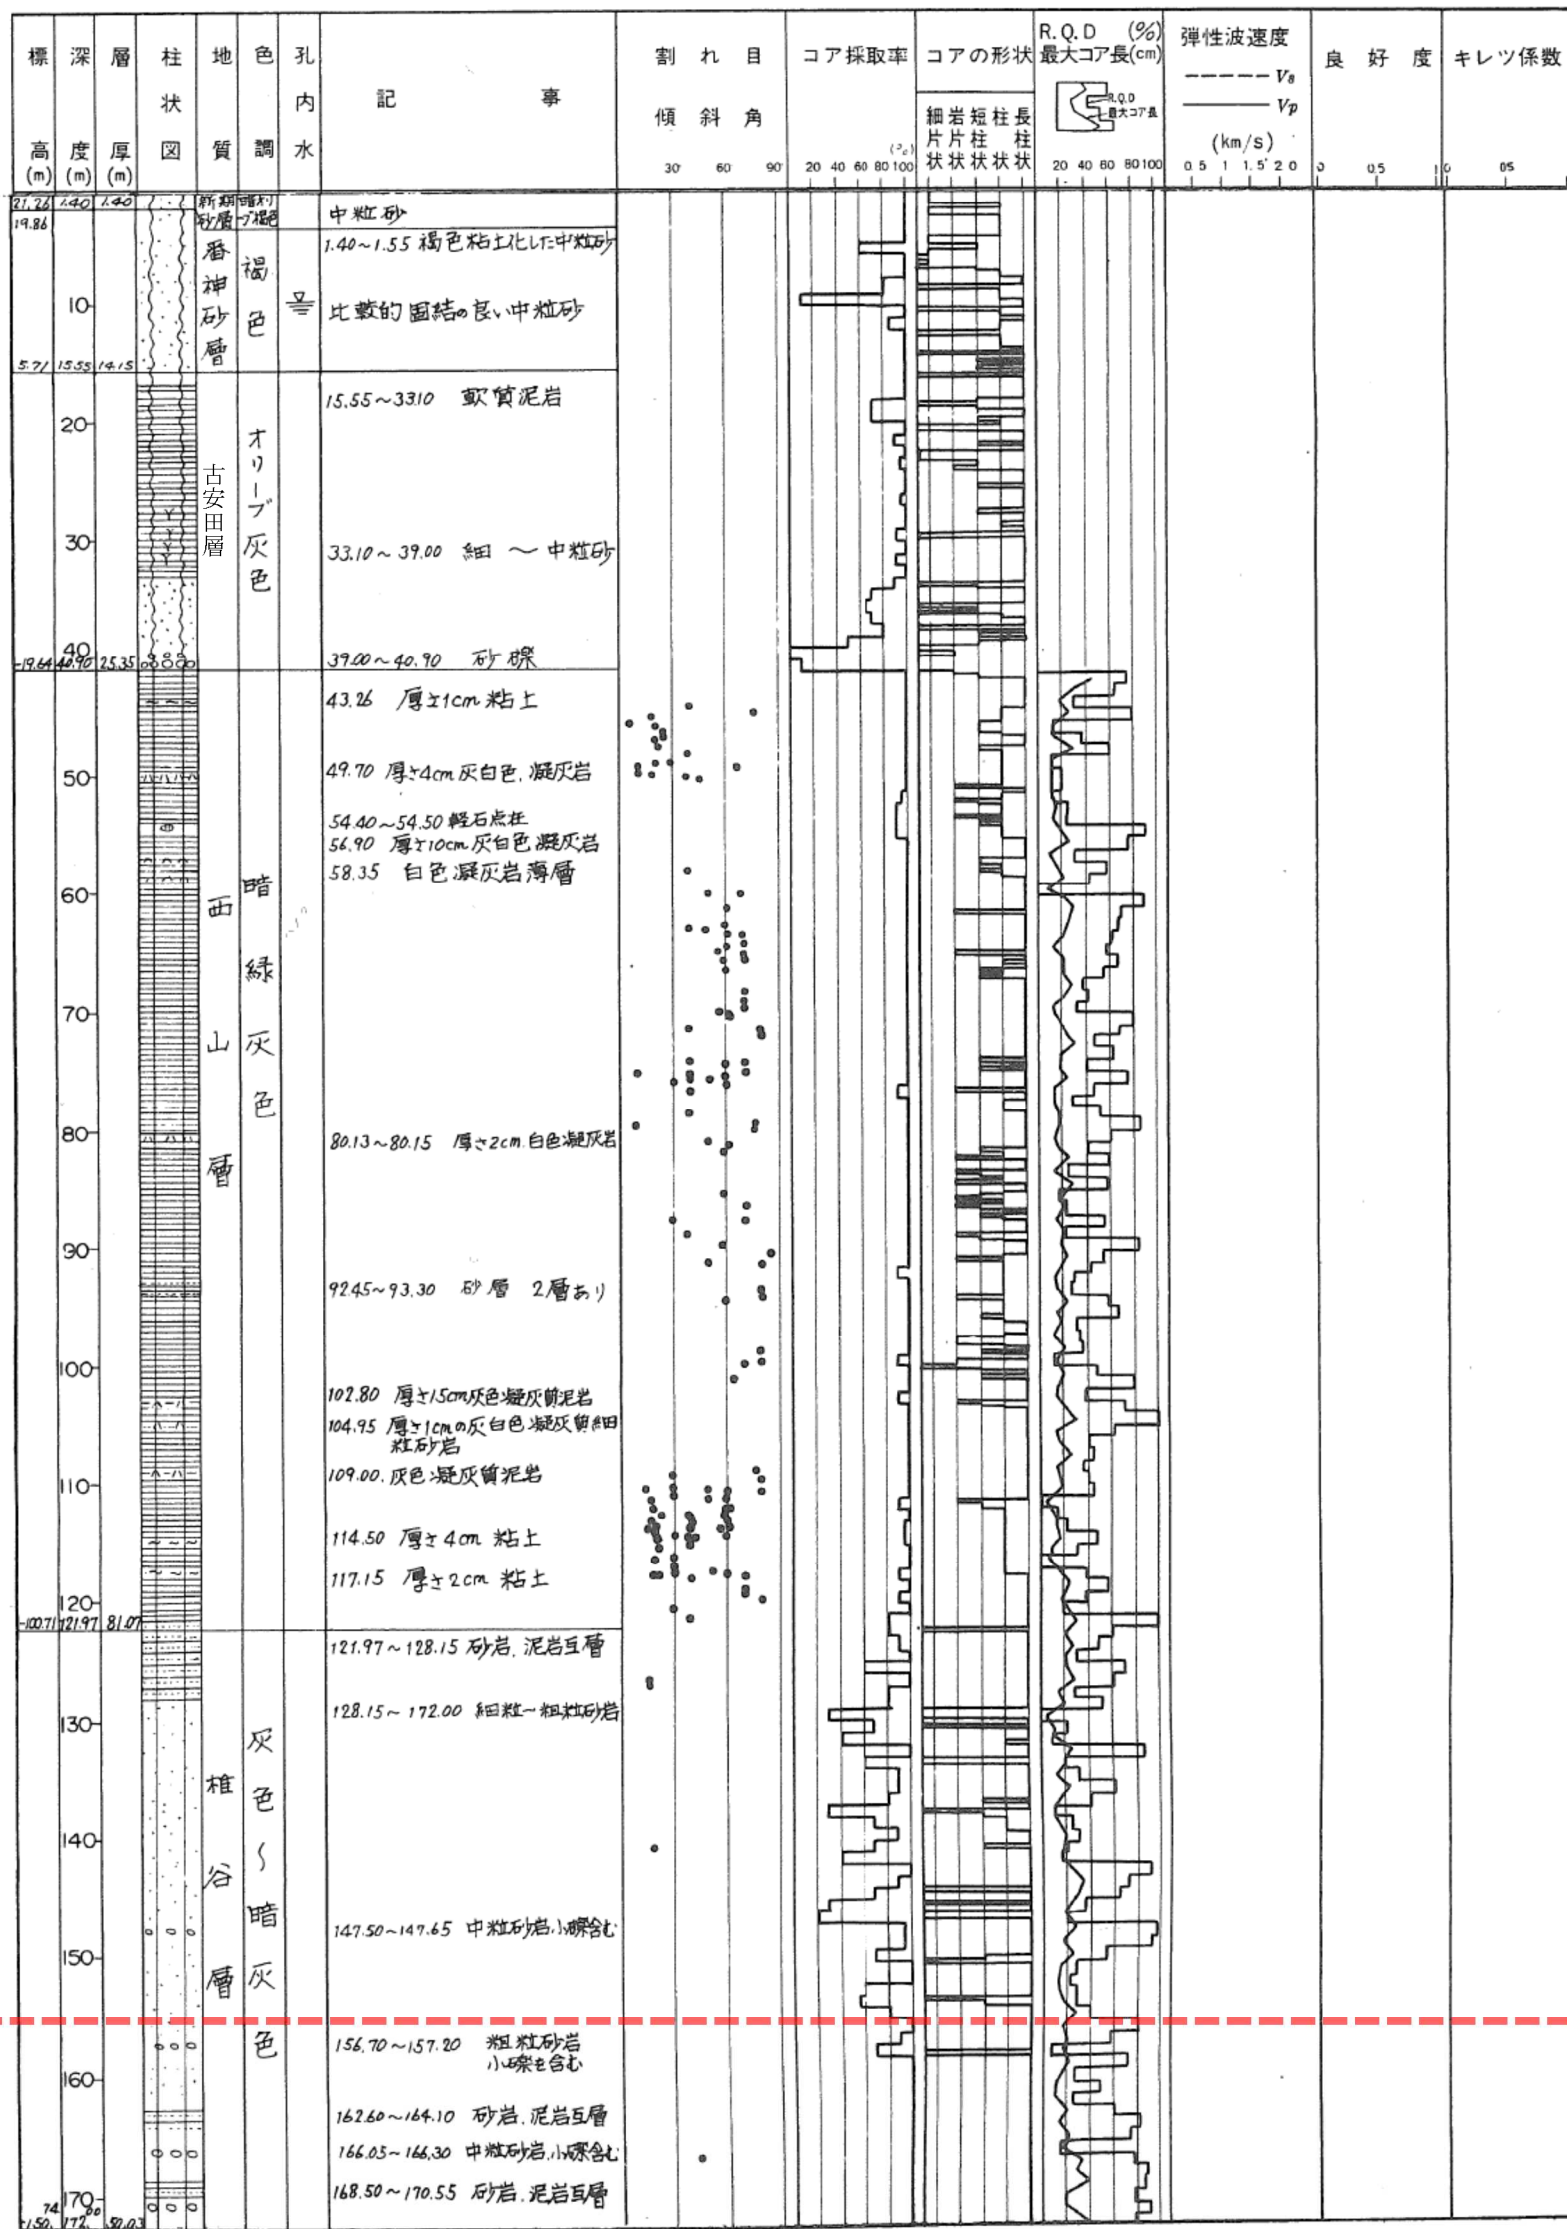 標高(m) 深度(m) 層厚(m) 柱状図 地質 色調 孔内水 記事 割れ目傾斜角 コア採取率 コアの形状 R.Q.D (%) 最大コア長(cm) 弾性波速度 良好度 キレツ係数
細片状 岩片状 短柱状 柱状 長柱状
R.Q.D
最大コア長
Vs
Vp
(km/s)
30° 60° 90°
20 40 60 80 100
20 40 60 80 100
0 5 1 1.5 2 0
0 0.5 1.0
0 05
21.26 1.40 1.40
19.86
中粒砂
1.40～1.55 褐色粘土化した中粒砂
番神砂層
褐色
10
比較的固結の良い中粒砂
5.71 15.55 14.15
15.55～33.10 軟質泥岩
20
古安田層
オリーブ灰色
30
33.10～39.00 細～中粒砂
40
39.00～40.90 砂礫
-19.64 40.90 25.35
43.26 厚さ1cm 粘土
49.70 厚さ4cm 灰白色,凝灰岩
50
54.40～54.50 軽石点在
56.90 厚さ10cm 灰白色凝灰岩
58.35 白色凝灰岩薄層
60
西山層
暗緑灰色
70
80
80.13～80.15 厚さ2cm 白色凝灰岩
90
92.45～93.30 砂層 2層あり
100
102.80 厚さ1.5cm灰色凝灰質泥岩
104.95 厚さ1cmの灰白色凝灰質細
粒砂岩
109.00. 灰色凝灰質泥岩
110
114.50 厚さ4cm 粘土
117.15 厚さ2cm 粘土
120
-100.71 121.97 81.07
121.97～128.15 砂岩,泥岩互層
128.15～172.00 細粒～粗粒砂岩
130
椎谷層
灰色～暗灰色
140
147.50～147.65 中粒砂岩,小礫含む
150
156.70～157.20 粗粒砂岩
小礫を含む
160
162.60～164.10 砂岩,泥岩互層
166.05～166.30 中粒砂岩,小礫含む
168.50～170.55 砂岩,泥岩互層
170
-150.74 172.00 50.03